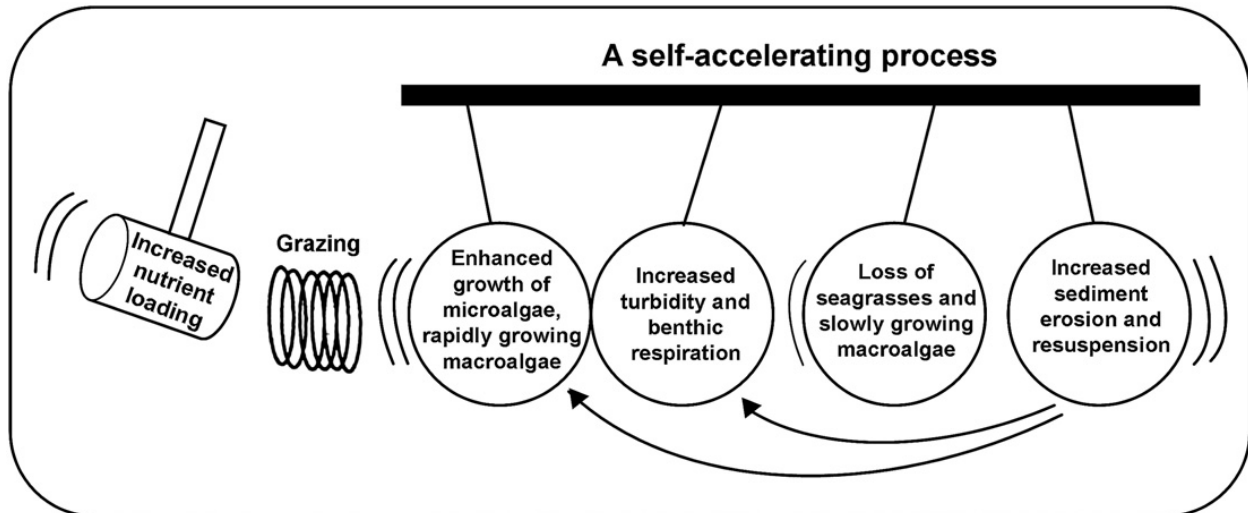 A self-accelerating process
Increased
nutrient
loading
Grazing
Enhanced
growth of
microalgae,
rapidly growing
macroalgae
Increased
turbidity and
benthic
respiration
Loss of
seagrasses and
slowly growing
macroalgae
Increased
sediment
erosion and
resuspension